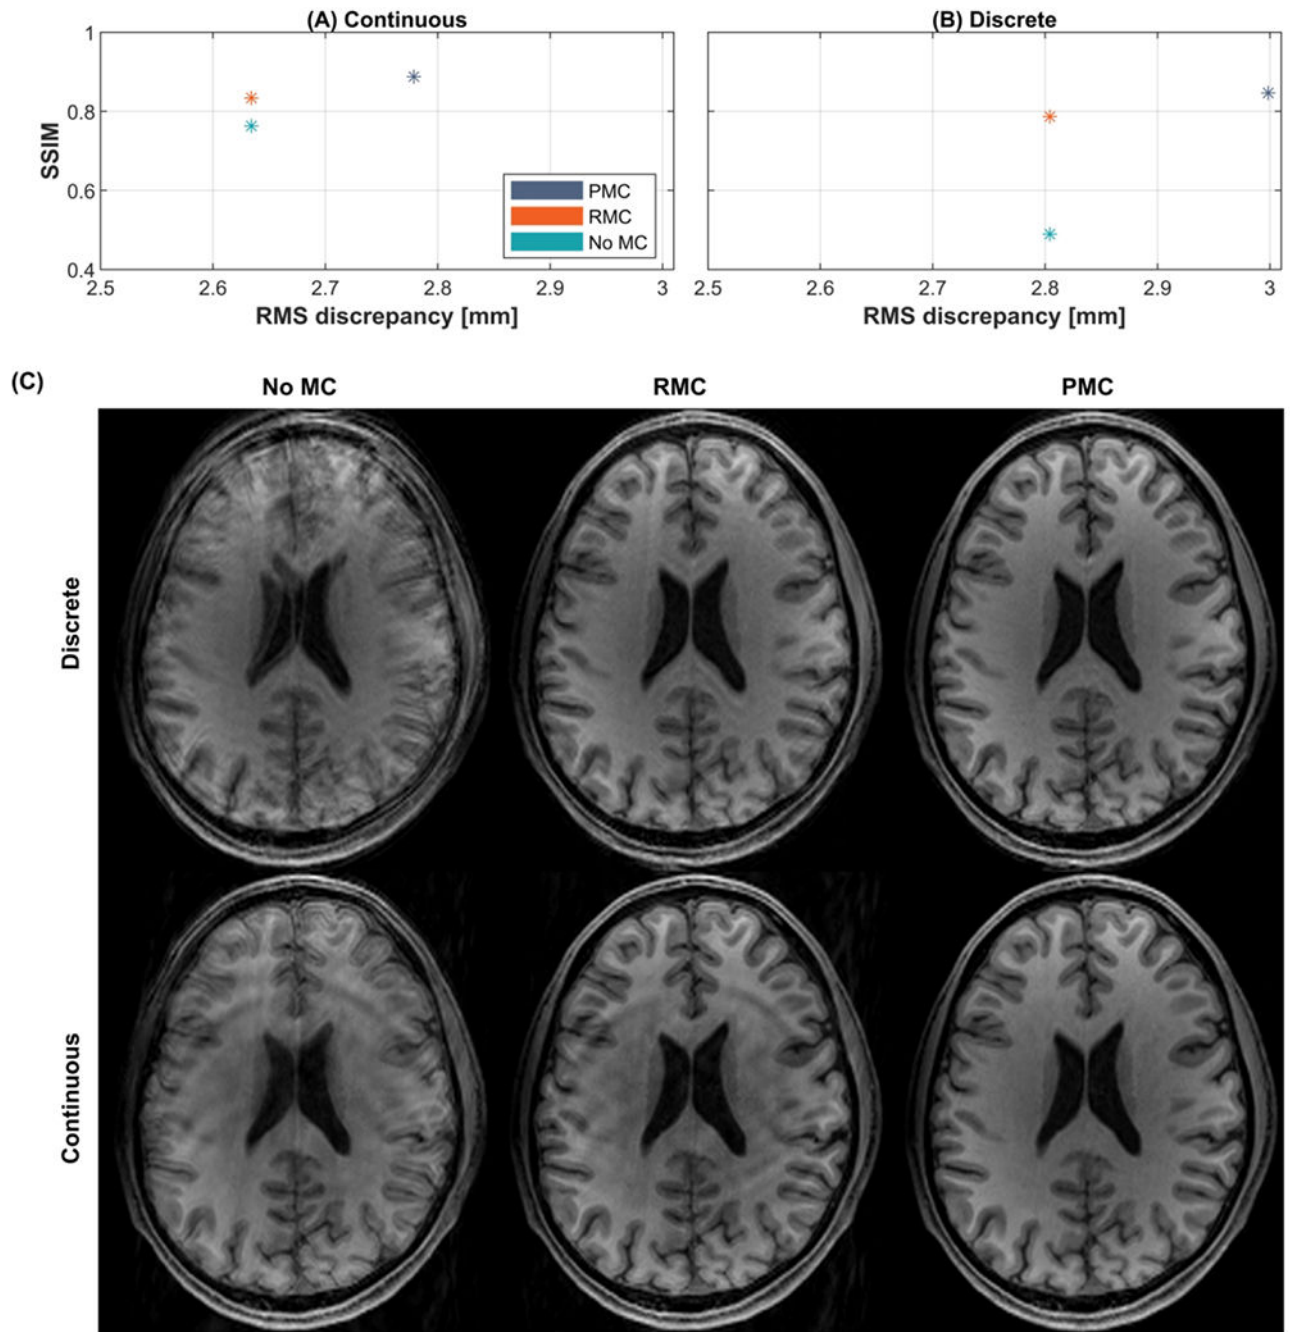 (A) Continuous
(B) Discrete
1
0.8
0.6
0.4
SSIM
PMC
RMC
No MC
2.5 2.6 2.7 2.8 2.9 3
2.5 2.6 2.7 2.8 2.9 3
RMS discrepancy [mm]
RMS discrepancy [mm]
(C)
No MC RMC PMC
Discrete
Continuous